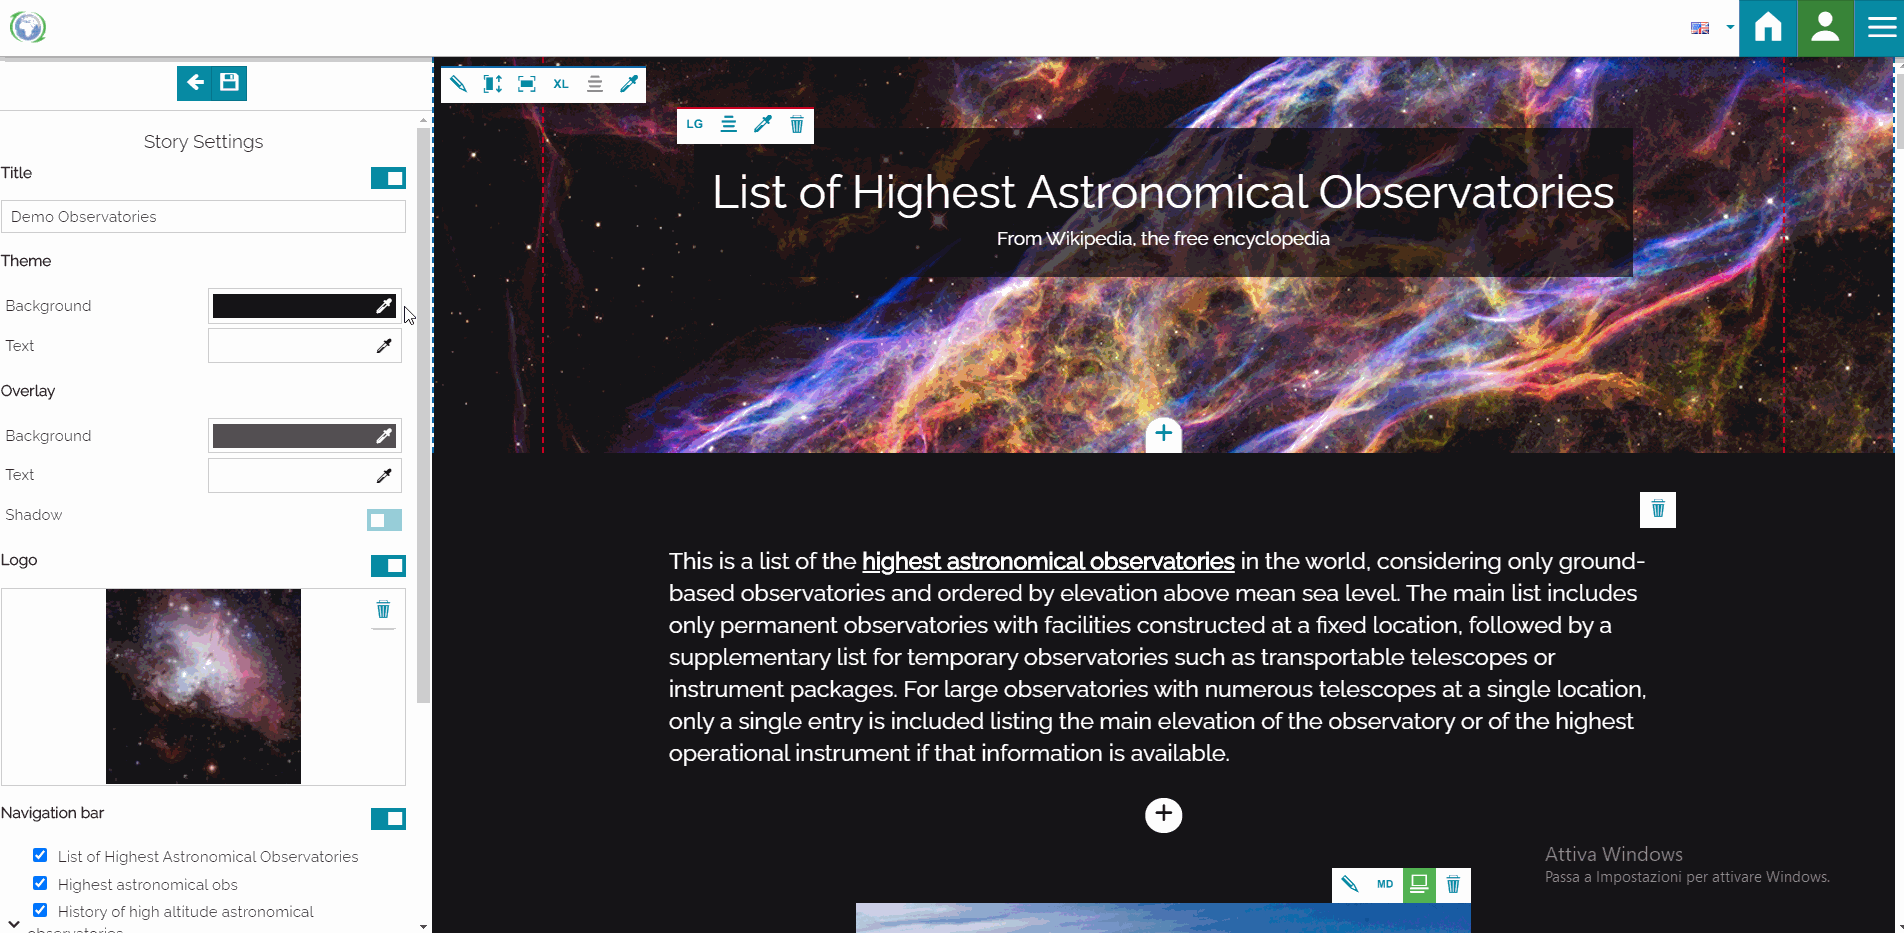 Story Settings
Title
Demo Observatories
Theme
Background
Text
Overlay
Background
Text
Shadow
Logo
Navigation bar
List of Highest Astronomical Observatories
Highest astronomical obs
History of high altitude astronomical
observatories
XL
LG
List of Highest Astronomical Observatories
From Wikipedia, the free encyclopedia
This is a list of the highest astronomical observatories in the world, considering only ground-
based observatories and ordered by elevation above mean sea level. The main list includes
only permanent observatories with facilities constructed at a fixed location, followed by a
supplementary list for temporary observatories such as transportable telescopes or
instrument packages. For large observatories with numerous telescopes at a single location,
only a single entry is included listing the main elevation of the observatory or of the highest
operational instrument if that information is available.
MD
Attiva Windows
Passa a Impostazioni per attivare Windows.